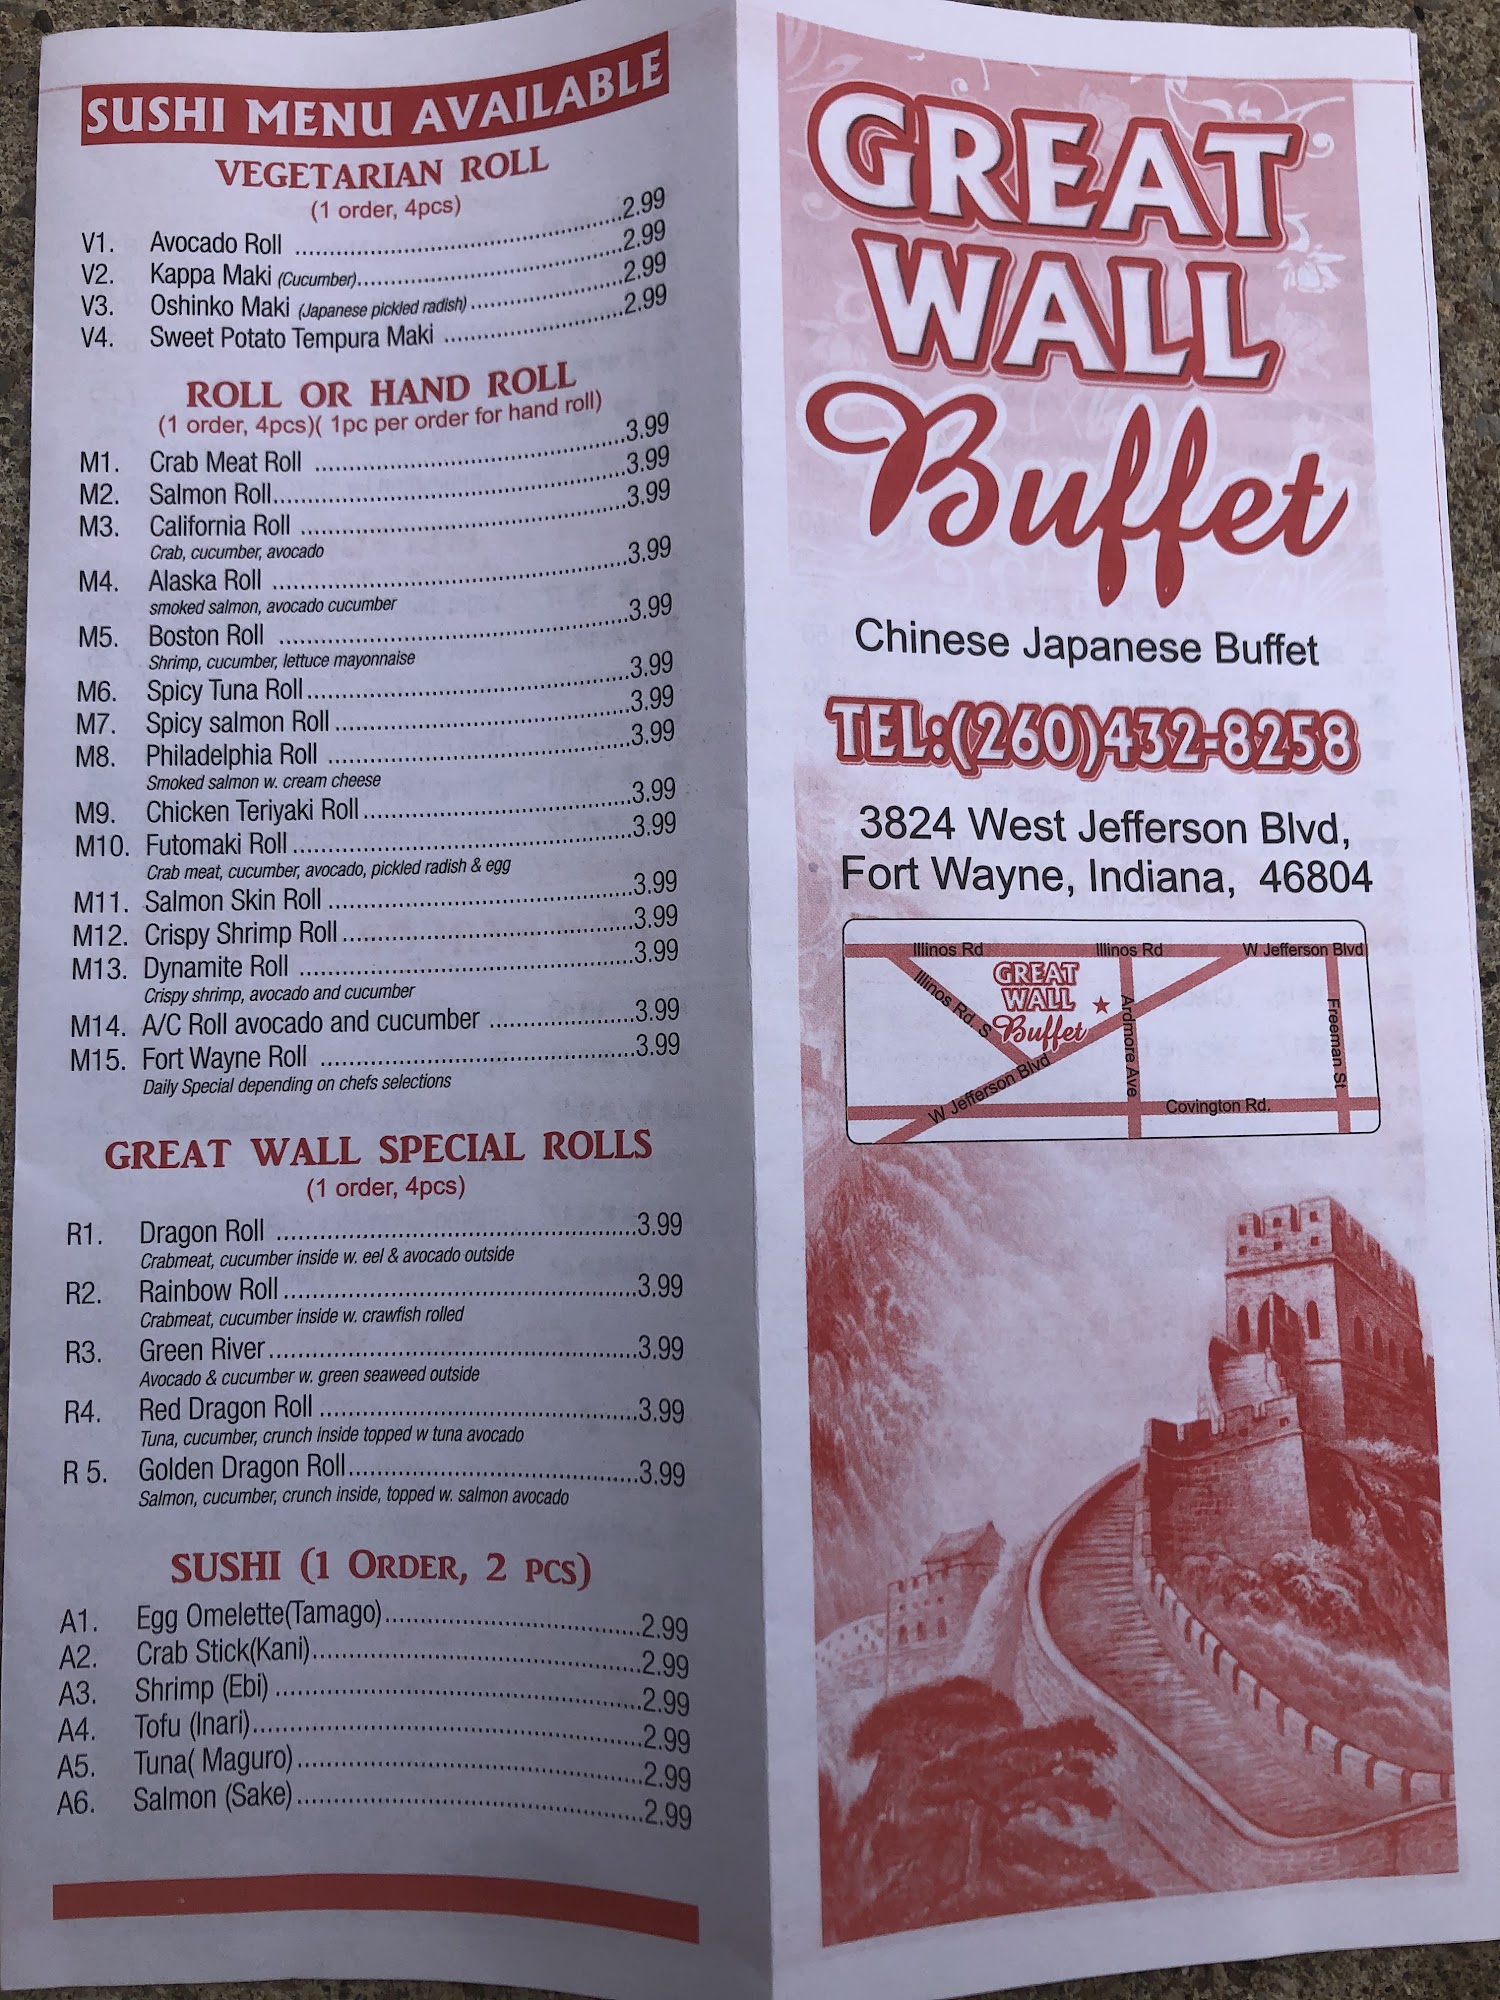 SUSHI MENU AVAILABLE
VEGETARIAN ROLL
(1 order, 4pcs)
V1. Avocado Roll 2.99
V2. Kappa Maki (Cucumber) 2.99
V3. Oshinko Maki (Japanese pickled radish) 2.99
V4. Sweet Potato Tempura Maki 2.99
ROLL OR HAND ROLL
(1 order, 4pcs)( 1pc per order for hand roll)
M1. Crab Meat Roll 3.99
M2. Salmon Roll 3.99
M3. California Roll 3.99
Crab, cucumber, avocado
M4. Alaska Roll 3.99
smoked salmon, avocado cucumber
M5. Boston Roll 3.99
Shrimp, cucumber, lettuce mayonnaise
M6. Spicy Tuna Roll 3.99
M7. Spicy salmon Roll 3.99
M8. Philadelphia Roll 3.99
Smoked salmon w. cream cheese
M9. Chicken Teriyaki Roll 3.99
M10. Futomaki Roll 3.99
Crab meat, cucumber, avocado, pickled radish & egg
M11. Salmon Skin Roll 3.99
M12. Crispy Shrimp Roll 3.99
M13. Dynamite Roll 3.99
Crispy shrimp, avocado and cucumber
M14. A/C Roll avocado and cucumber 3.99
M15. Fort Wayne Roll 3.99
Daily Special depending on chefs selections
GREAT WALL SPECIAL ROLLS
(1 order, 4pcs)
R1. Dragon Roll 3.99
Crabmeat, cucumber inside w. eel & avocado outside
R2. Rainbow Roll 3.99
Crabmeat, cucumber inside w. crawfish rolled
R3. Green River 3.99
Avocado & cucumber w. green seaweed outside
R4. Red Dragon Roll 3.99
Tuna, cucumber, crunch inside topped w tuna avocado
R 5. Golden Dragon Roll 3.99
Salmon, cucumber, crunch inside, topped w. salmon avocado
SUSHI (1 ORDER, 2 PCS)
A1. Egg Omelette(Tamago) 2.99
A2. Crab Stick(Kani) 2.99
A3. Shrimp (Ebi) 2.99
A4. Tofu (Inari) 2.99
A5. Tuna( Maguro) 2.99
A6. Salmon (Sake) 2.99
GREAT
WALL
Buffet
Chinese Japanese Buffet
TEL:(260)432-8258
3824 West Jefferson Blvd,
Fort Wayne, Indiana, 46804
Illinos Rd
Illinos Rd
W Jefferson Blvd
Illinos Rd. S
GREAT
WALL
Buffet
Ardmore Ave
Freeman St
W Jefferson Blvd
Covington Rd.